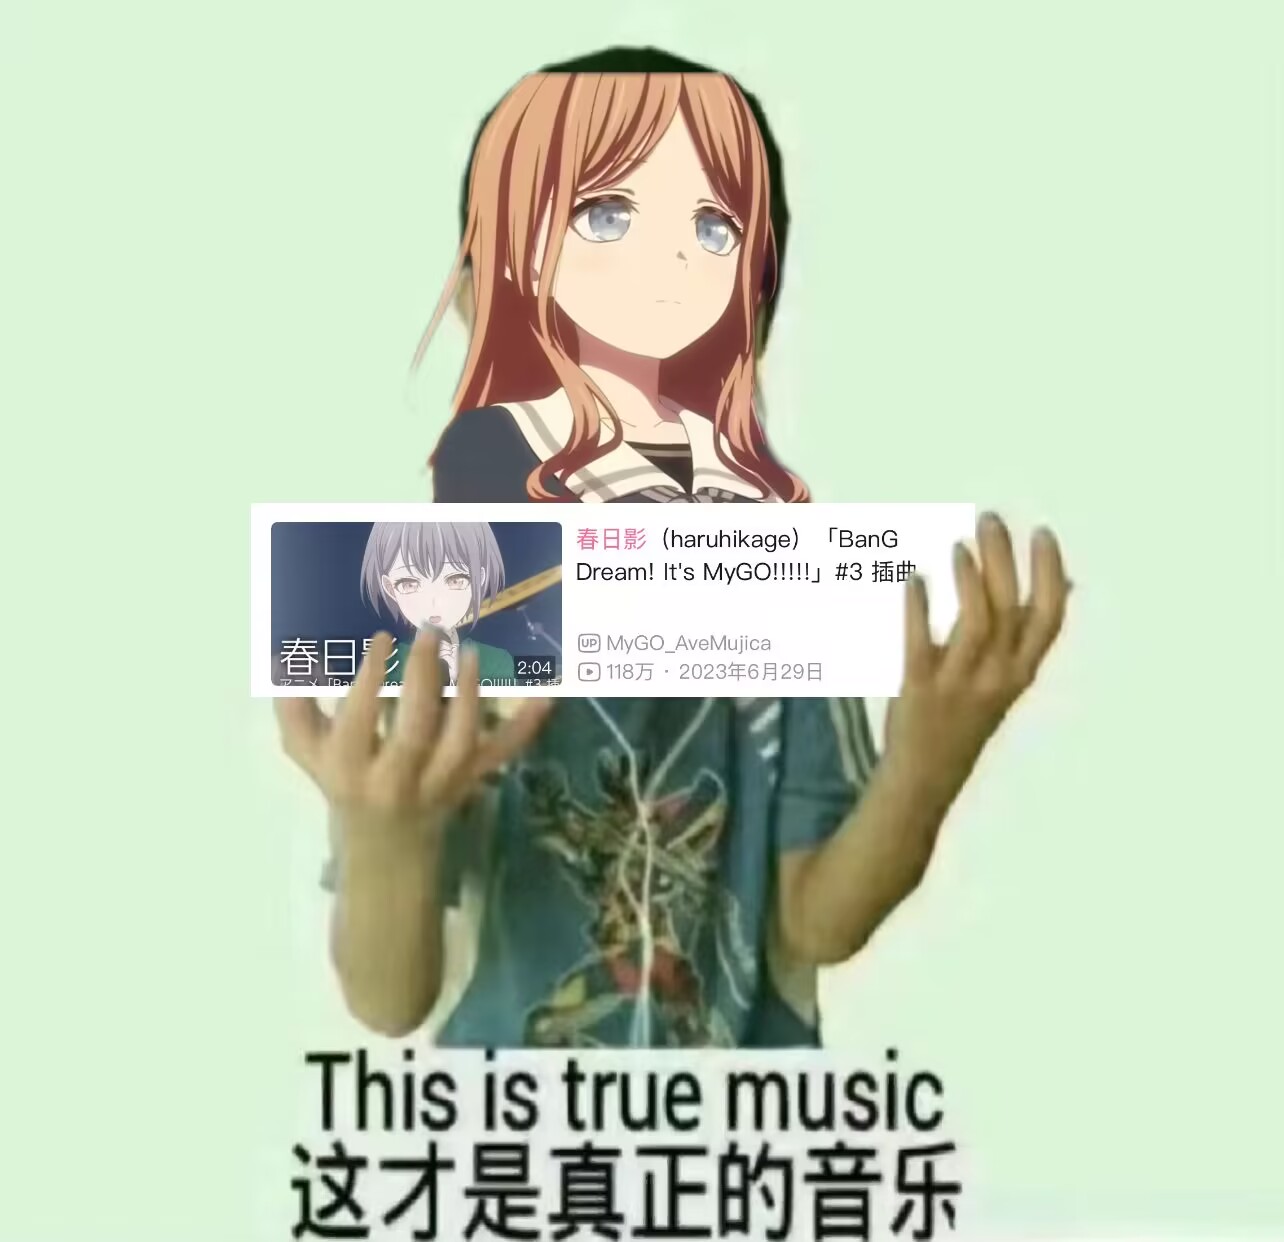 春日影（haruhikage）「BanG
Dream! It's MyGO!!!!!」#3 插曲
春日影
2:04
UP MyGO_AveMujica
118万 · 2023年6月29日
This is true music
这才是真正的音乐